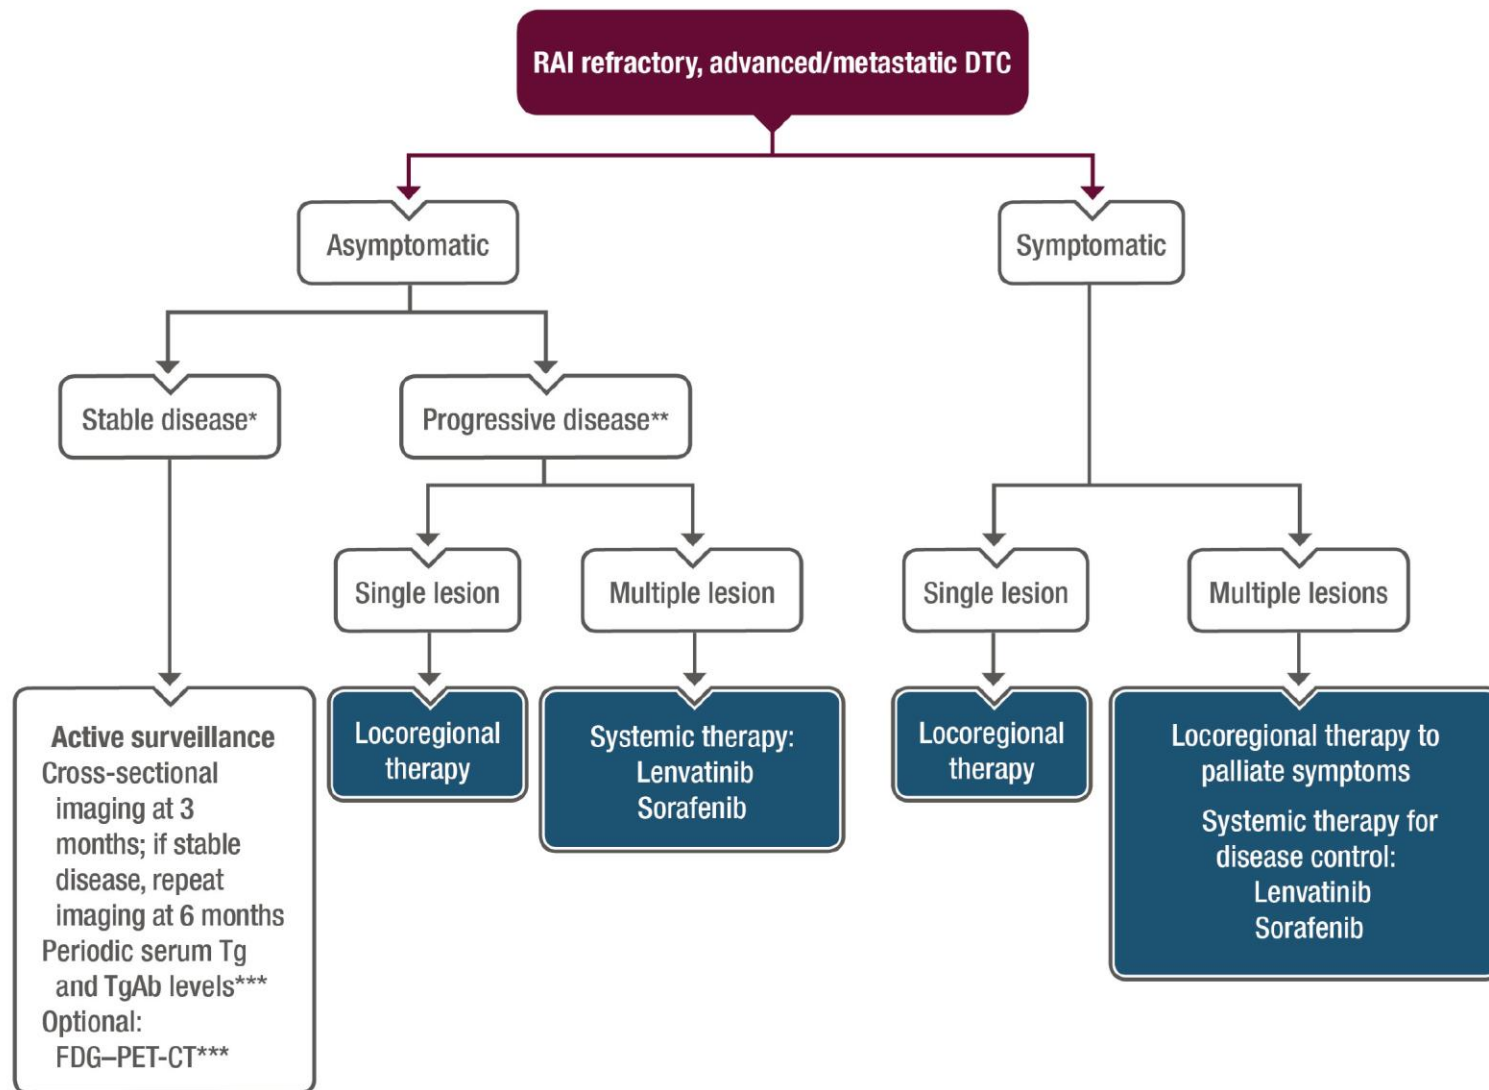 RAI refractory, advanced/metastatic DTC
Asymptomatic
Symptomatic
Stable disease*
Progressive disease**
Single lesion
Multiple lesion
Single lesion
Multiple lesions
Active surveillance
Cross-sectional
imaging at 3
months; if stable
disease, repeat
imaging at 6 months
Periodic serum Tg
and TgAb levels***
Optional:
FDG–PET-CT***
Locoregional
therapy
Systemic therapy:
Lenvatinib
Sorafenib
Locoregional
therapy
Locoregional therapy to
palliate symptoms
Systemic therapy for
disease control:
Lenvatinib
Sorafenib